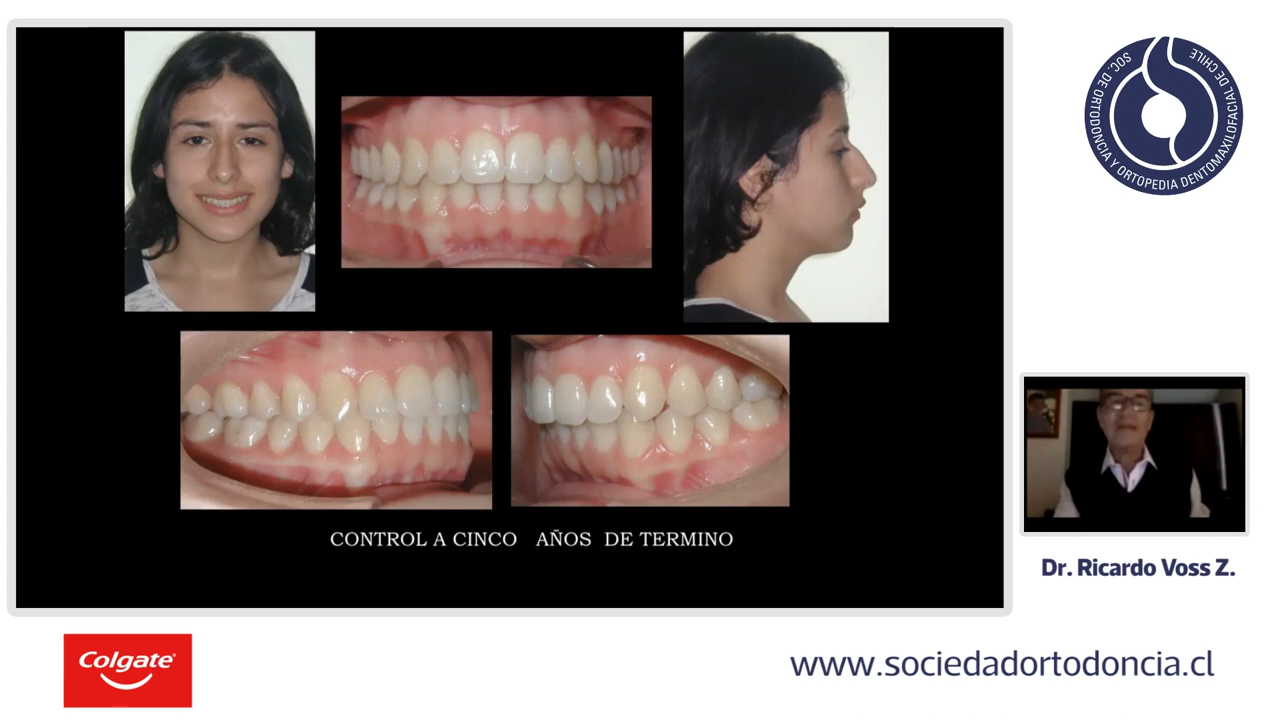 SOC. DE ORTODONCIA Y ORTOPEDIA DENTOMAXILOFACIAL DE CHILE
CONTROL A CINCO AÑOS DE TERMINO
Dr. Ricardo Voss Z.
Colgate®
www.sociedadortodoncia.cl